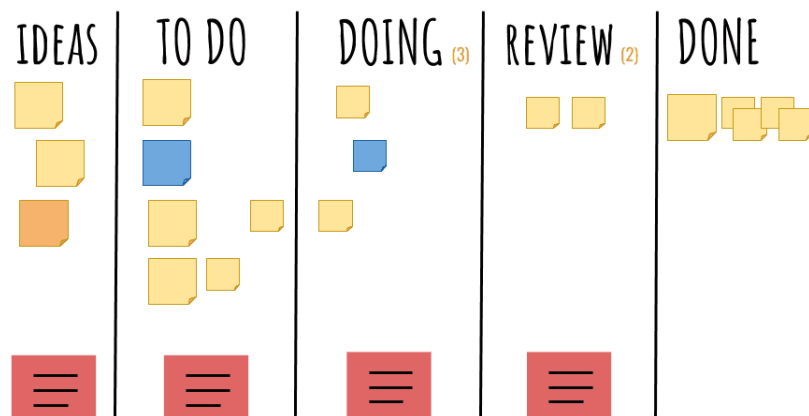 IDEAS
TO DO
DOING (3)
REVIEW (2)
DONE